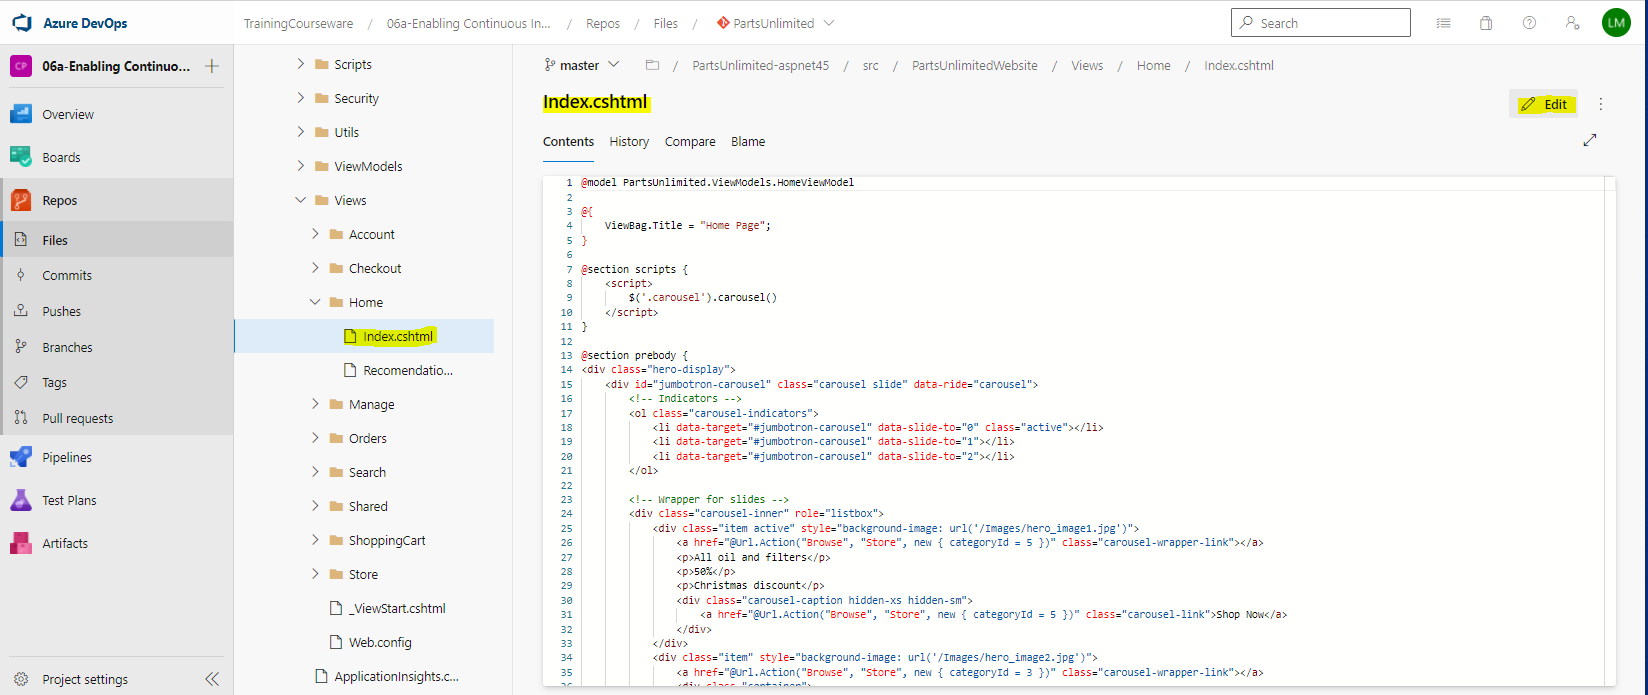 Azure DevOps
TrainingCourseware / 06a-Enabling Continuous In... / Repos / Files / PartsUnlimited
Search
LM
CP 06a-Enabling Continuo...
Overview
Boards
Repos
Files
Commits
Pushes
Branches
Tags
Pull requests
Pipelines
Test Plans
Artifacts
Project settings
Scripts
Security
Utils
ViewModels
Views
Account
Checkout
Home
Index.cshtml
Recomendatio...
Manage
Orders
Search
Shared
ShoppingCart
Store
_ViewStart.cshtml
Web.config
ApplicationInsights.c...
master / PartsUnlimited-aspnet45 / src / PartsUnlimitedWebsite / Views / Home / Index.cshtml
Index.cshtml
Edit
Contents History Compare Blame
1 @model PartsUnlimited.ViewModels.HomeViewModel
2
3 @{
4 ViewBag.Title = "Home Page";
5 }
6
7 @section scripts {
8 <script>
9 $('.carousel').carousel()
10 </script>
11 }
12
13 @section prebody {
14 <div class="hero-display">
15 <div id="jumbotron-carousel" class="carousel slide" data-ride="carousel">
16 <!-- Indicators -->
17 <ol class="carousel-indicators">
18 <li data-target="#jumbotron-carousel" data-slide-to="0" class="active"></li>
19 <li data-target="#jumbotron-carousel" data-slide-to="1"></li>
20 <li data-target="#jumbotron-carousel" data-slide-to="2"></li>
21 </ol>
22
23 <!-- Wrapper for slides -->
24 <div class="carousel-inner" role="listbox">
25 <div class="item active" style="background-image: url('/Images/hero_image1.jpg')">
26 <a href="@Url.Action("Browse", "Store", new { categoryId = 5 })" class="carousel-wrapper-link"></a>
27 <p>All oil and filters</p>
28 <p>50%</p>
29 <p>Christmas discount</p>
30 <div class="carousel-caption hidden-xs hidden-sm">
31 <a href="@Url.Action("Browse", "Store", new { categoryId = 5 })" class="carousel-link">Shop Now</a>
32 </div>
33 </div>
34 <div class="item" style="background-image: url('/Images/hero_image2.jpg')">
35 <a href="@Url.Action("Browse", "Store", new { categoryId = 3 })" class="carousel-wrapper-link"></a>
36 <div class="container">